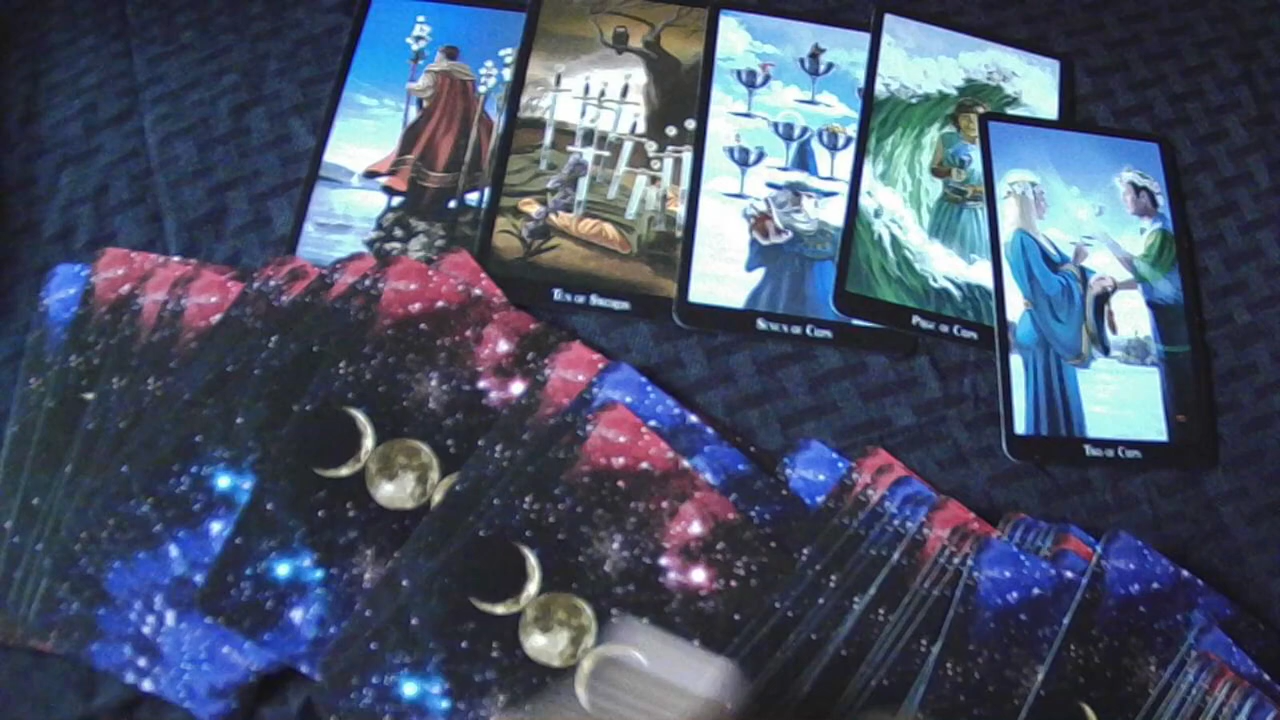 Ten of Swords
Seven of Cups
Page of Cups
Two of Cups